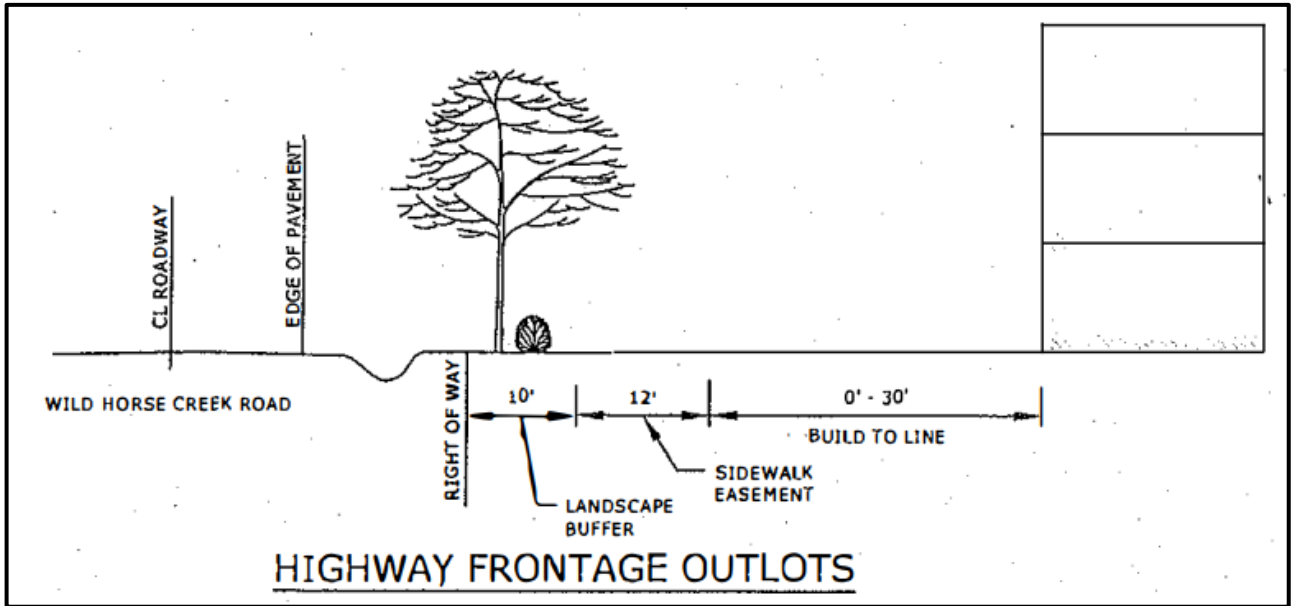 CL ROADWAY
EDGE OF PAVEMENT
WILD HORSE CREEK ROAD
RIGHT OF WAY
10'
12'
0' - 30'
BUILD TO LINE
SIDEWALK
EASEMENT
LANDSCAPE
BUFFER
HIGHWAY FRONTAGE OUTLOTS